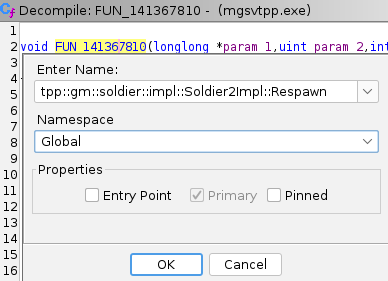 Decompile: FUN_141367810 - (mgsvtpp.exe)
1
2 void FUN_141367810(longlong *param_1,uint param_2,int
3
4
5
6
7
8
9
10
11
12
13
14
15
16
Enter Name:
tpp::gm::soldier::impl::Soldier2Impl::Respawn
Namespace
Global
Properties
Entry Point Primary Pinned
OK Cancel